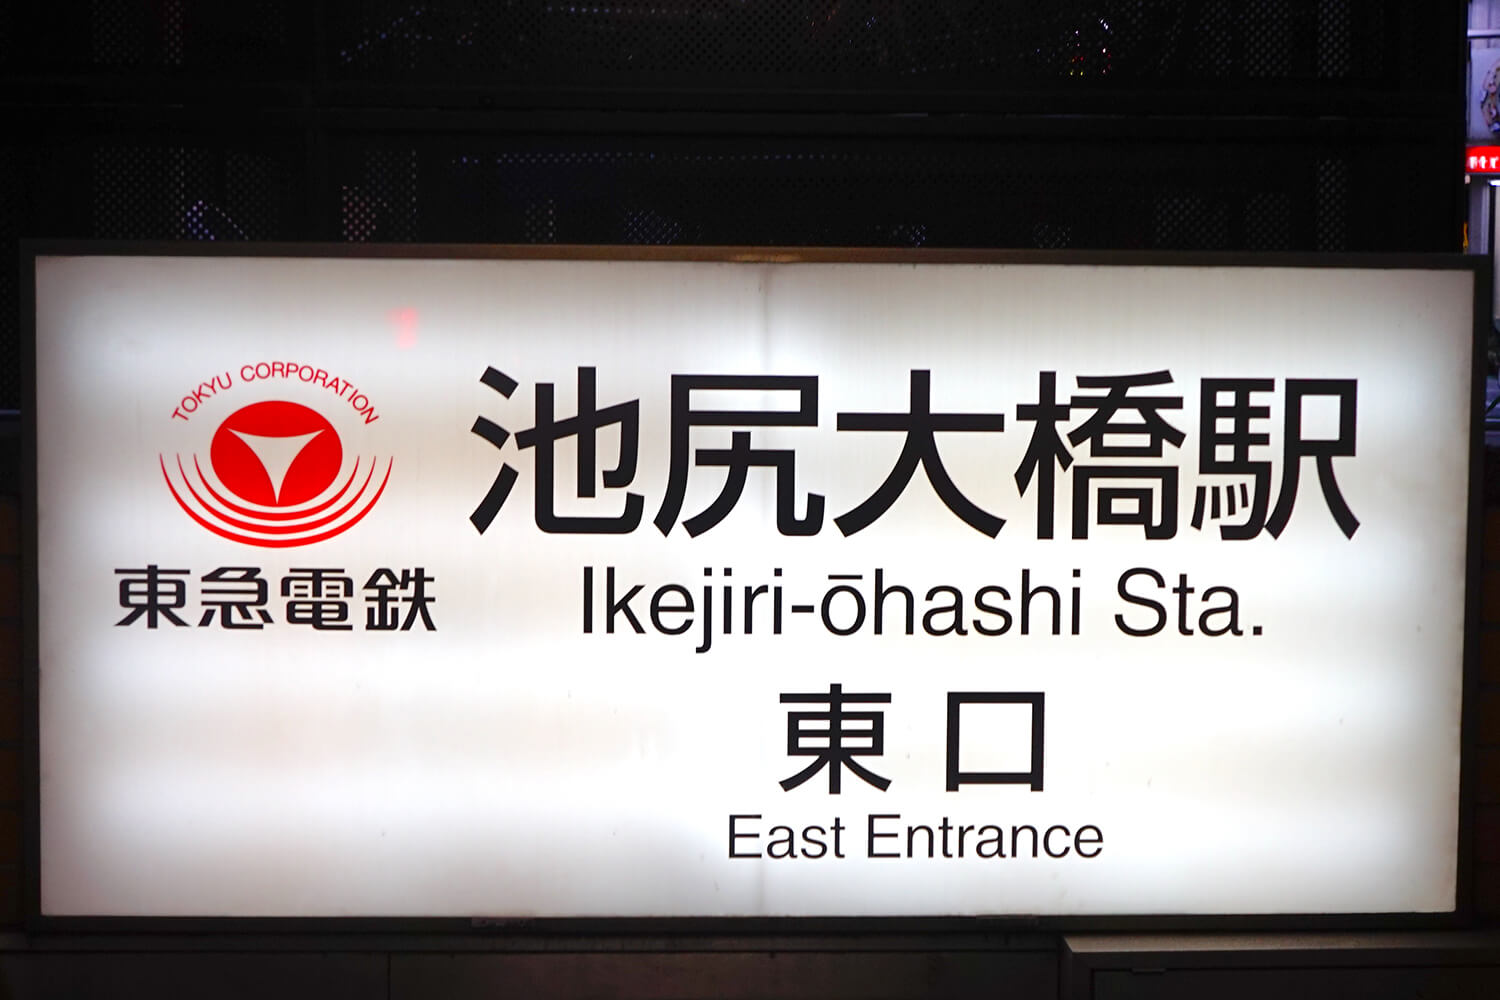 TOKYU CORPORATION
東急電鉄
池尻大橋駅
Ikejiri-ōhashi Sta.
東口
East Entrance